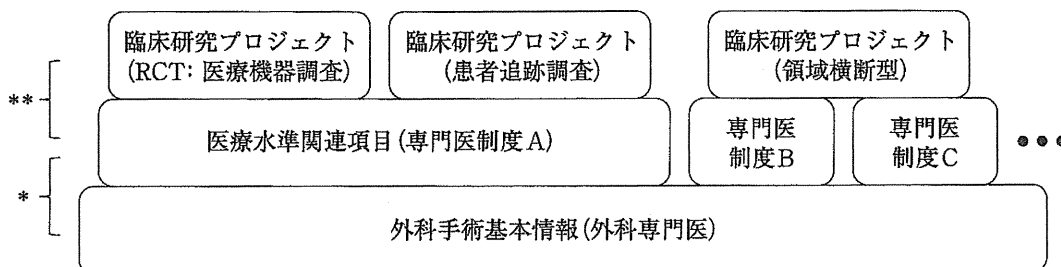 臨床研究プロジェクト
(RCT: 医療機器調査)
臨床研究プロジェクト
(患者追跡調査)
臨床研究プロジェクト
(領域横断型)
**
医療水準関連項目(専門医制度A)
専門医
制度B
専門医
制度C
•••
*
外科手術基本情報(外科専門医)